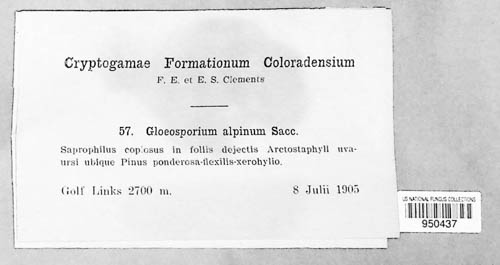 Cryptogamae Formationum Coloradensium
F. E. et E. S. Clements
57. Gloeosporium alpinum Sacc.
Saprophilus copiosus in foliis dejectis Arctostaphyli uva-
ursi ubique Pinus ponderosa-flexilis-xerohylio.
Golf Links 2700 m. 8 Julii 1905
US NATIONAL FUNGUS COLLECTIONS
950437